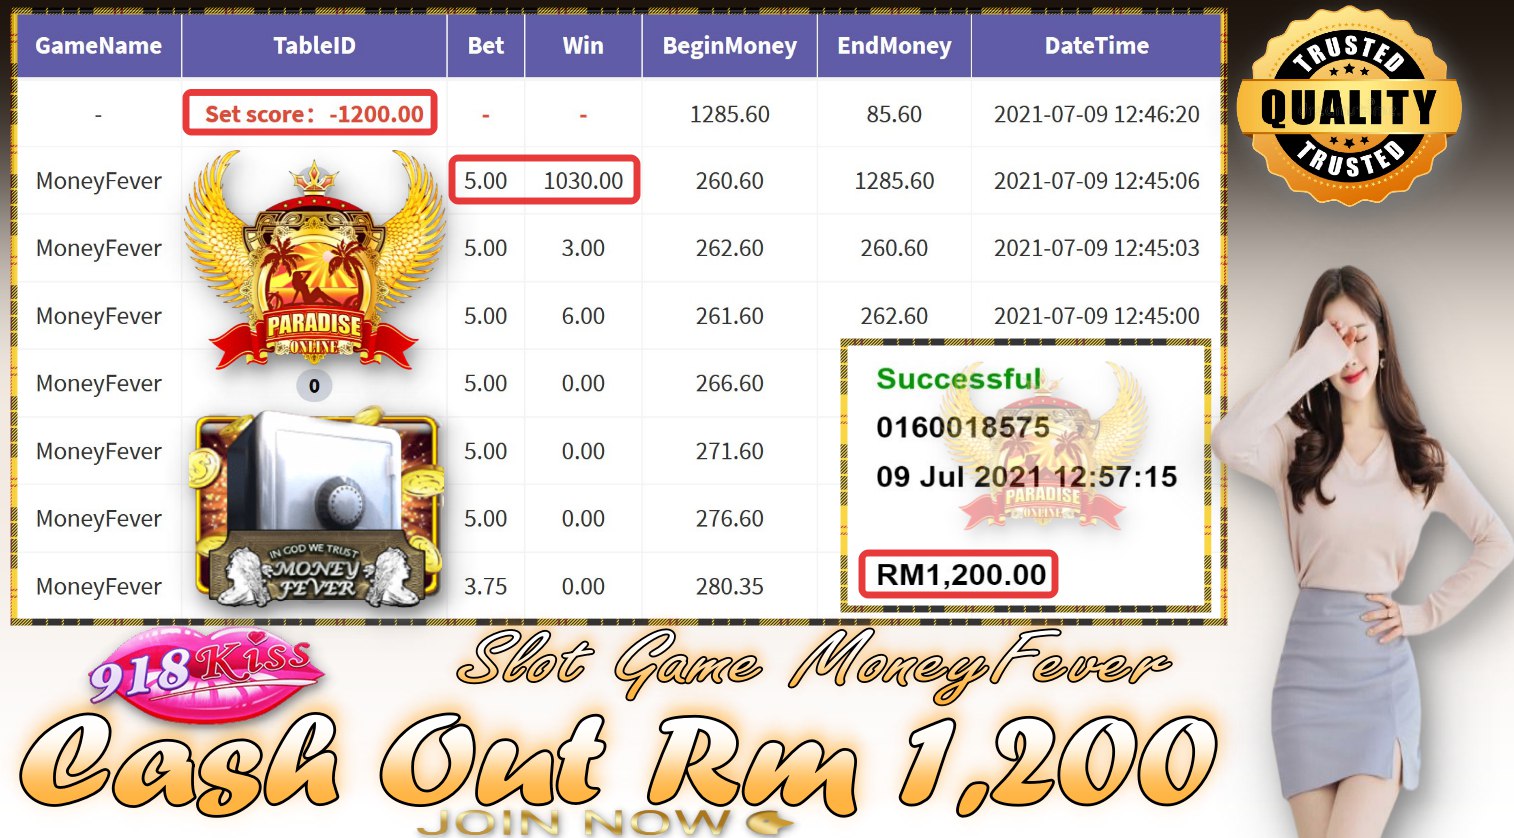 GameName TableID Bet Win BeginMoney EndMoney DateTime
- Set score: -1200.00 - - 1285.60 85.60 2021-07-09 12:46:20
MoneyFever 5.00 1030.00 260.60 1285.60 2021-07-09 12:45:06
MoneyFever 5.00 3.00 262.60 260.60 2021-07-09 12:45:03
MoneyFever 5.00 6.00 261.60 262.60 2021-07-09 12:45:00
MoneyFever 0 5.00 0.00 266.60
MoneyFever 5.00 0.00 271.60
MoneyFever 5.00 0.00 276.60
MoneyFever 3.75 0.00 280.35
PARADISE
ONLINE
IN GOD WE TRUST
MONEY
FEVER
Successful
0160018575
09 Jul 2021 12:57:15
PARADISE
ONLINE
RM1,200.00
TRUSTED
QUALITY
TRUSTED
918Kiss
Slot Game MoneyFever
Cash Out Rm 1,200
JOIN NOW